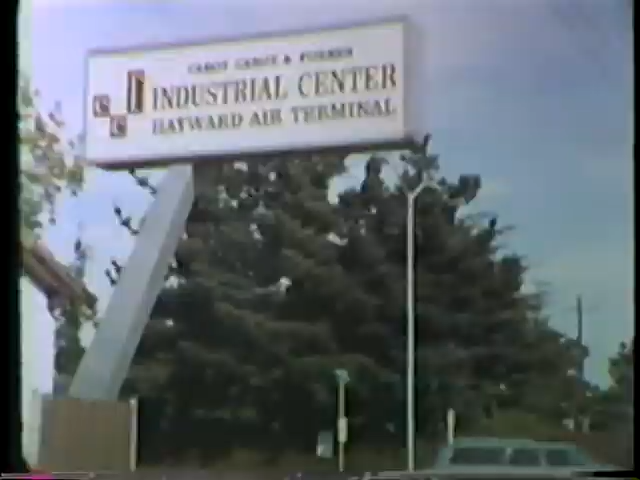 CABOT CABOT & FORBES
INDUSTRIAL CENTER
HAYWARD AIR TERMINAL